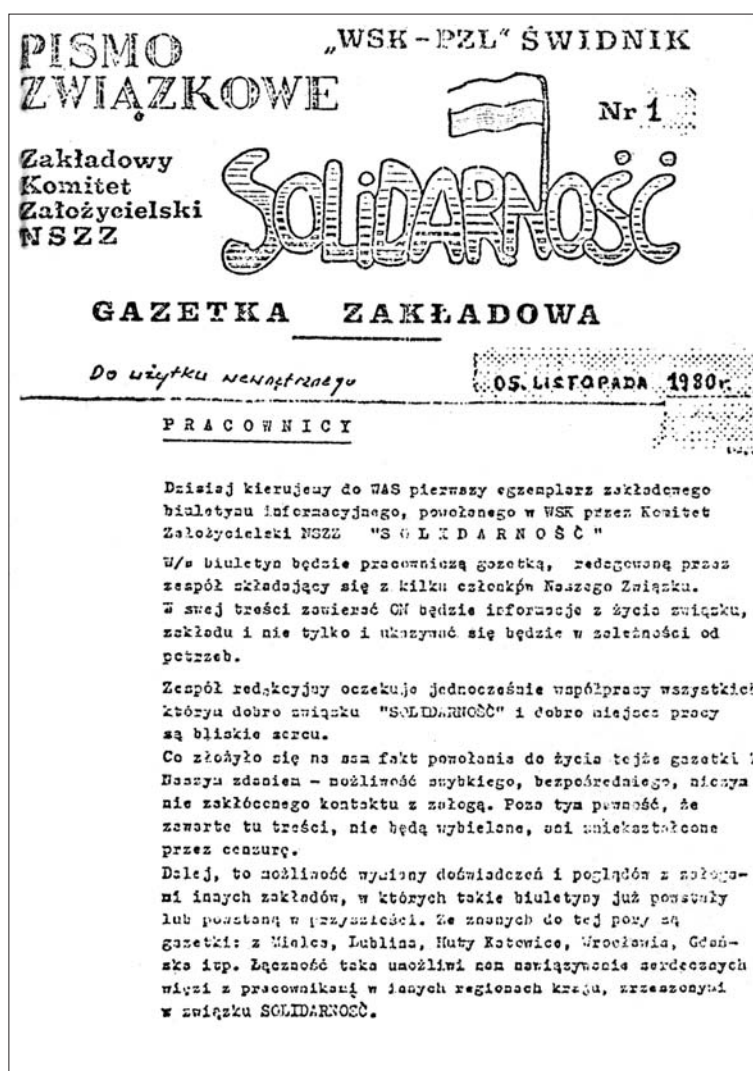 PISMO
ZWIĄZKOWE
„WSK-PZL” ŚWIDNIK
Nr 1
Zakładowy
Komitet
Założycielski
NSZZ
SOLiDARNOŚĆ
GAZETKA ZAKŁADOWA
Do użytku wewnętrznego
05. LISTOPADA 1980r.
PRACOWNICY
Dzisiaj kierujemy do WAS pierwszy egzemplarz zakładowego
biuletynu informacyjnego, powołanego w WSK przez Komitet
Założycielski NSZZ "S O L I D A R N O Ś Ć"
W/w biuletyn będzie pracowniczą gazetką, redagowaną przez
zespół składający się z kilku członków Naszego Związku.
W swej treści zawierać ON będzie informacje z życia związku,
zakładu i nie tylko i ukazywać się będzie w zależności od
potrzeb.
Zespół redakcyjny oczekuje jednocześnie współpracy wszystkich
którym dobro związku "SOLIDARNOŚĆ" i dobro miejsca pracy
są bliskie sercu.
Co złożyło się na sam fakt powołania do życia tejże gazetki ?
Naszym zdaniem - możliwość szybkiego, bezpośredniego, niczym
nie zakłóconego kontaktu z załogą. Poza tym pewność, że
zawarte tu treści, nie będą wybielane, ani zniekształcone
przez cenzurę.
Dalej, to możliwość wymiany doświadczeń i poglądów z załoga-
mi innych zakładów, w których takie biuletyny już powstały
lub powstaną w przyszłości. Ze znanych do tej pory są
gazetki: z Mielca, Lublina, Huty Katowice, Wrocławia, Gdań-
ska itp. Łączność taka umożliwi nam nawiązywanie serdecznych
więzi z pracownikami w innych regionach kraju, zrzeszonymi
w związku SOLIDARNOŚĆ.